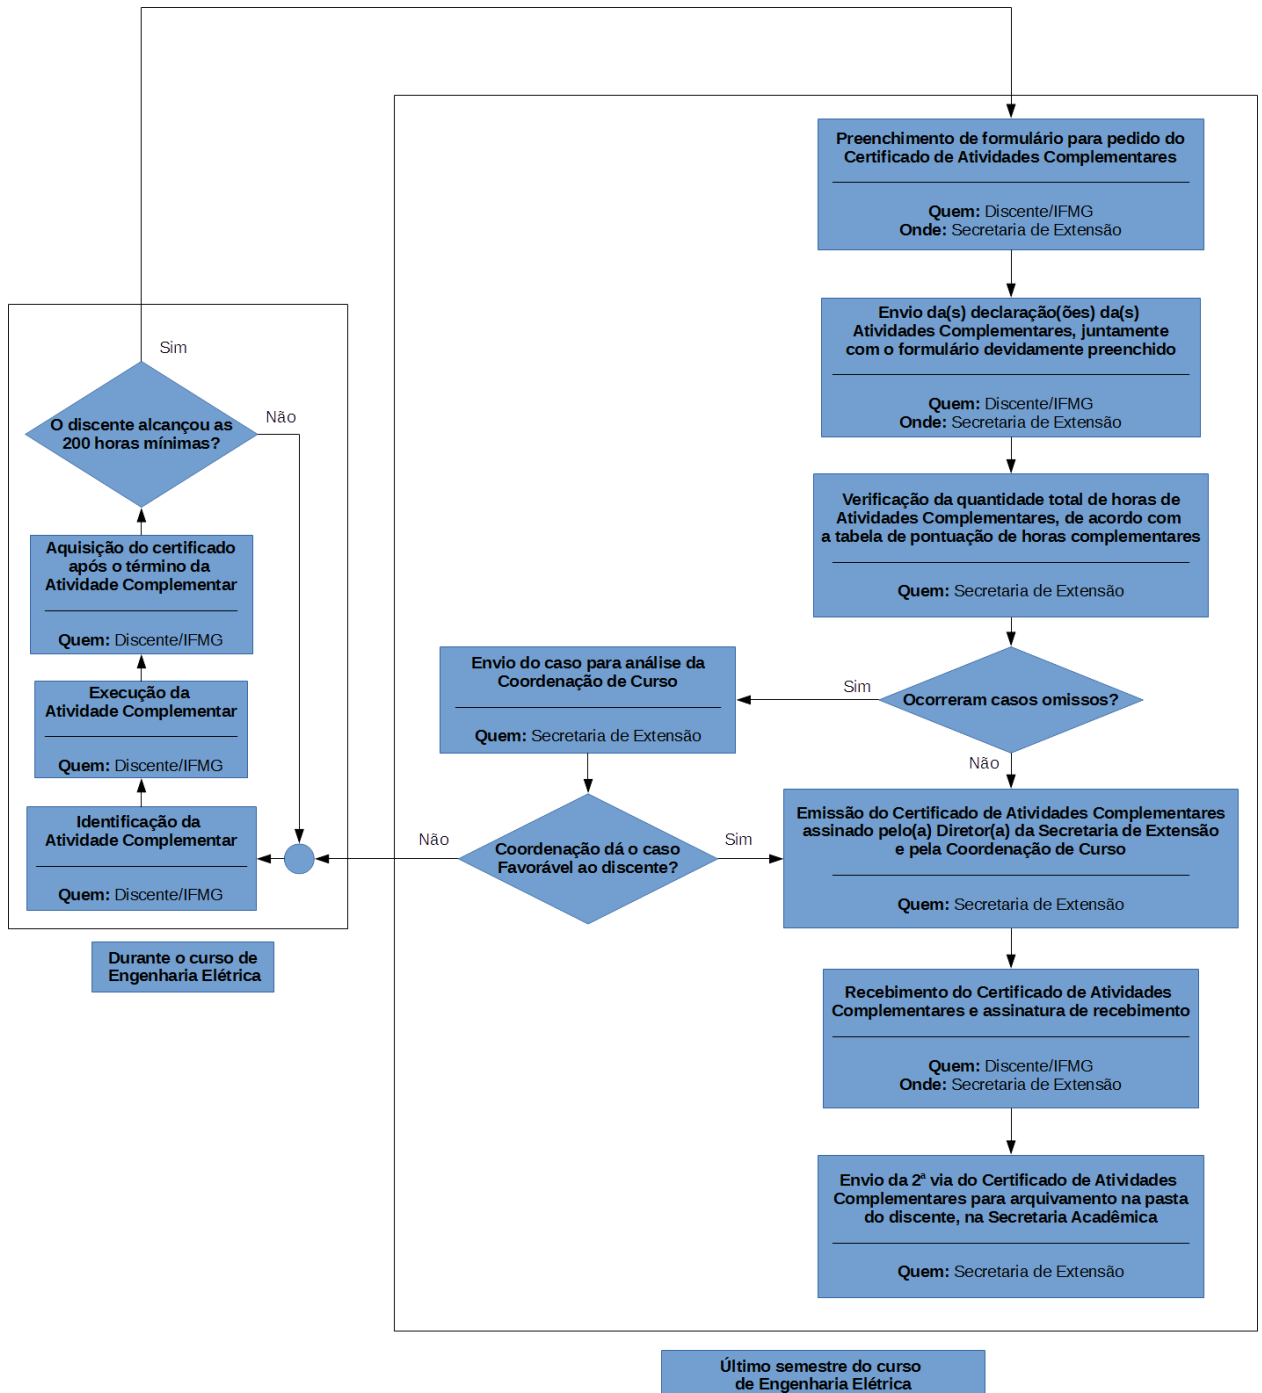 Preenchimento de formulário para pedido do
Certificado de Atividades Complementares
Quem: Discente/IFMG
Onde: Secretaria de Extensão
Envio da(s) declaração(ões) da(s)
Atividades Complementares, juntamente
com o formulário devidamente preenchido
Quem: Discente/IFMG
Onde: Secretaria de Extensão
Verificação da quantidade total de horas de
Atividades Complementares, de acordo com
a tabela de pontuação de horas complementares
Quem: Secretaria de Extensão
Ocorreram casos omissos?
Sim
Não
Envio do caso para análise da
Coordenação de Curso
Quem: Secretaria de Extensão
Coordenação dá o caso
Favorável ao discente?
Não
Sim
Emissão do Certificado de Atividades Complementares
assinado pelo(a) Diretor(a) da Secretaria de Extensão
e pela Coordenação de Curso
Quem: Secretaria de Extensão
Recebimento do Certificado de Atividades
Complementares e assinatura de recebimento
Quem: Discente/IFMG
Onde: Secretaria de Extensão
Envio da 2ª via do Certificado de Atividades
Complementares para arquivamento na pasta
do discente, na Secretaria Acadêmica
Quem: Secretaria de Extensão
Último semestre do curso
de Engenharia Elétrica
Sim
O discente alcançou as
200 horas mínimas?
Não
Aquisição do certificado
após o término da
Atividade Complementar
Quem: Discente/IFMG
Execução da
Atividade Complementar
Quem: Discente/IFMG
Identificação da
Atividade Complementar
Quem: Discente/IFMG
Durante o curso de
Engenharia Elétrica